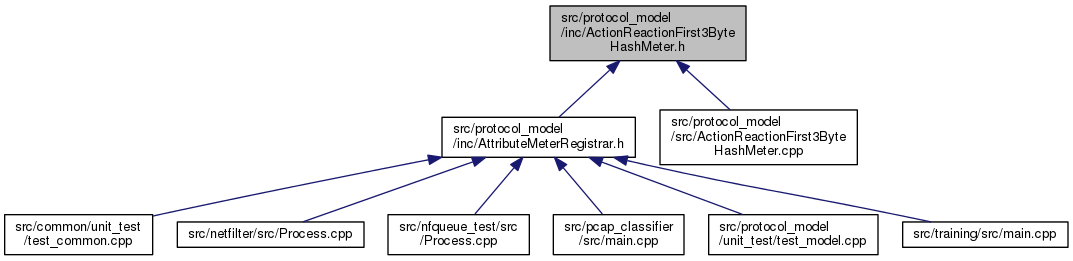 src/protocol_model
/inc/ActionReactionFirst3Byte
HashMeter.h
src/protocol_model
/inc/AttributeMeterRegistrar.h
src/protocol_model
/src/ActionReactionFirst3Byte
HashMeter.cpp
src/common/unit_test
/test_common.cpp
src/netfilter/src/Process.cpp
src/nfqueue_test/src
/Process.cpp
src/pcap_classifier
/src/main.cpp
src/protocol_model
/unit_test/test_model.cpp
src/training/src/main.cpp